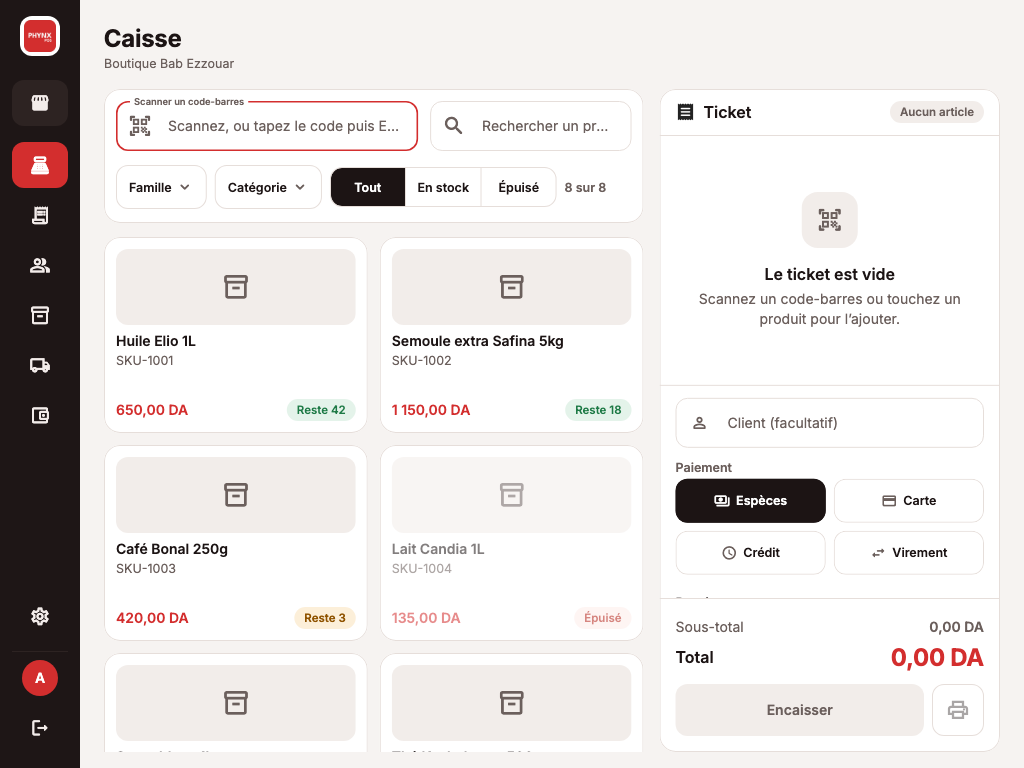 PHYNX
POS
Caisse
Boutique Bab Ezzouar
Scanner un code-barres
Scannez, ou tapez le code puis E...
Rechercher un pr...
Famille
Catégorie
Tout
En stock
Épuisé
8 sur 8
Huile Elio 1L
SKU-1001
650,00 DA
Reste 42
Semoule extra Safina 5kg
SKU-1002
1 150,00 DA
Reste 18
Café Bonal 250g
SKU-1003
420,00 DA
Reste 3
Lait Candia 1L
SKU-1004
135,00 DA
Épuisé
Ticket
Aucun article
Le ticket est vide
Scannez un code-barres ou touchez un
produit pour l’ajouter.
Client (facultatif)
Paiement
Espèces
Carte
Crédit
Virement
Sous-total
0,00 DA
Total
0,00 DA
Encaisser
A